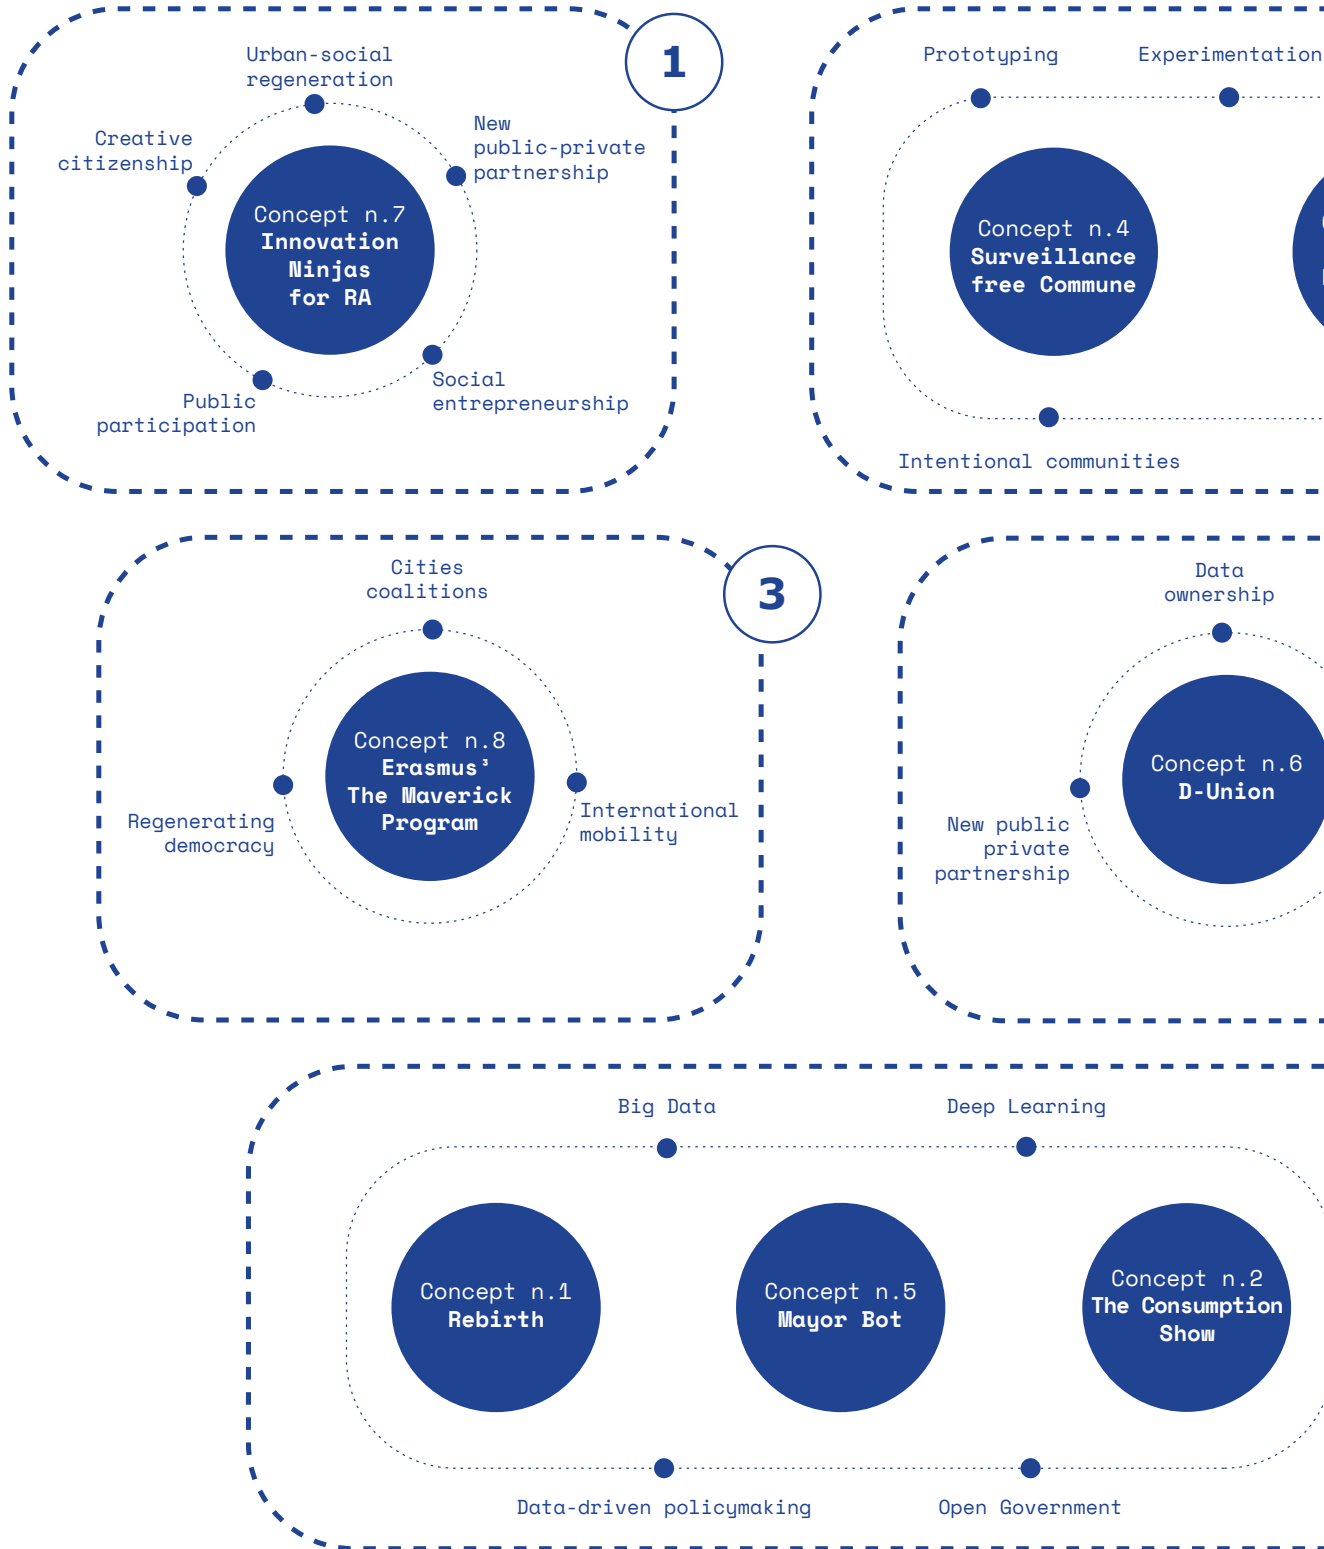 1
Urban-social
regeneration
Creative
citizenship
New
public-private
partnership
Concept n.7
Innovation
Ninjas
for RA
Public
participation
Social
entrepreneurship
Prototyping
Experimentation
Concept n.4
Surveillance
free Commune
Intentional communities
3
Cities
coalitions
Concept n.8
Erasmus³
The Maverick
Program
Regenerating
democracy
International
mobility
Data
ownership
Concept n.6
D-Union
New public
private
partnership
Big Data
Deep Learning
Concept n.1
Rebirth
Concept n.5
Mayor Bot
Concept n.2
The Consumption
Show
Data-driven policymaking
Open Government